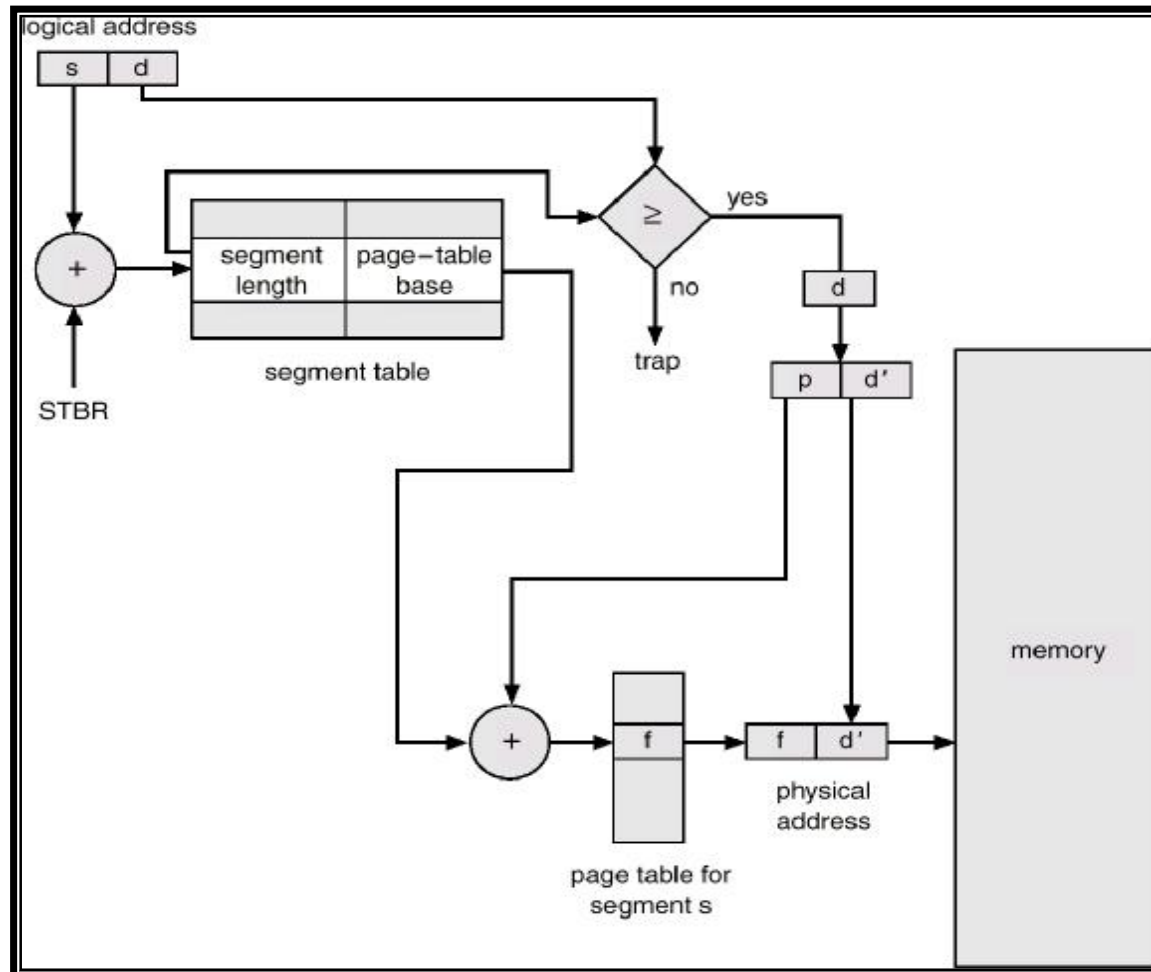 logical address
s d
≥
yes
+
segment length
page-table base
no
d
segment table
trap
STBR
p d′
memory
+
f
f d'
physical address
page table for segment s